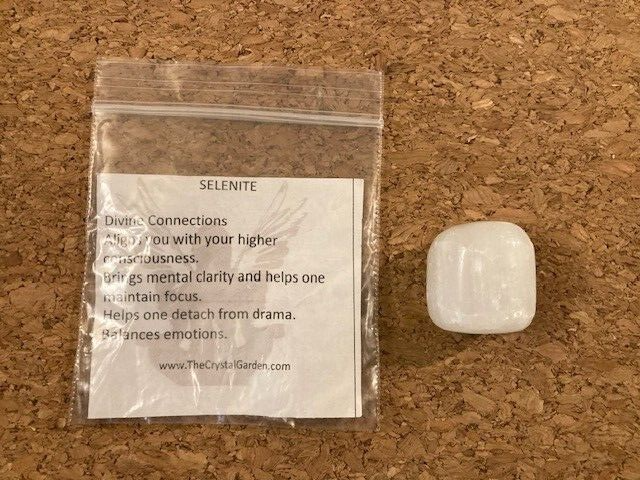 SELENITE
Divine Connections
Aligns you with your higher
consciousness.
Brings mental clarity and helps one
maintain focus.
Helps one detach from drama.
Balances emotions.
www.TheCrystalGarden.com